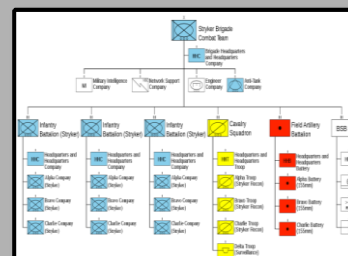 Stryker Brigade
Combat Team
HHC
Brigade Headquarters
and Headquarters
Company
MI
Military Intelligence
Company
Network Support
Company
Engineer
Company
Anti-Tank
Company
Infantry
Battalion (Stryker)
Infantry
Battalion (Stryker)
Infantry
Battalion (Stryker)
Cavalry
Squadron
Field Artillery
Battalion
BSB
HHC
Headquarters and
Headquarters
Company
HHC
Headquarters and
Headquarters
Company
HHC
Headquarters and
Headquarters
Company
HHT
Headquarters and
Headquarters
Troop
HHB
Headquarters and
Headquarters
Battery
Alpha Company
(Stryker)
Alpha Company
(Stryker)
Alpha Company
(Stryker)
Alpha Troop
(Stryker Recce)
Alpha Battery
(155mm)
Bravo Company
(Stryker)
Bravo Company
(Stryker)
Bravo Company
(Stryker)
Bravo Troop
(Stryker Recce)
Bravo Battery
(155mm)
Charlie Company
(Stryker)
Charlie Company
(Stryker)
Charlie Company
(Stryker)
Charlie Troop
(Stryker Recce)
Charlie Battery
(155mm)
Delta Troop
(Surveillance)